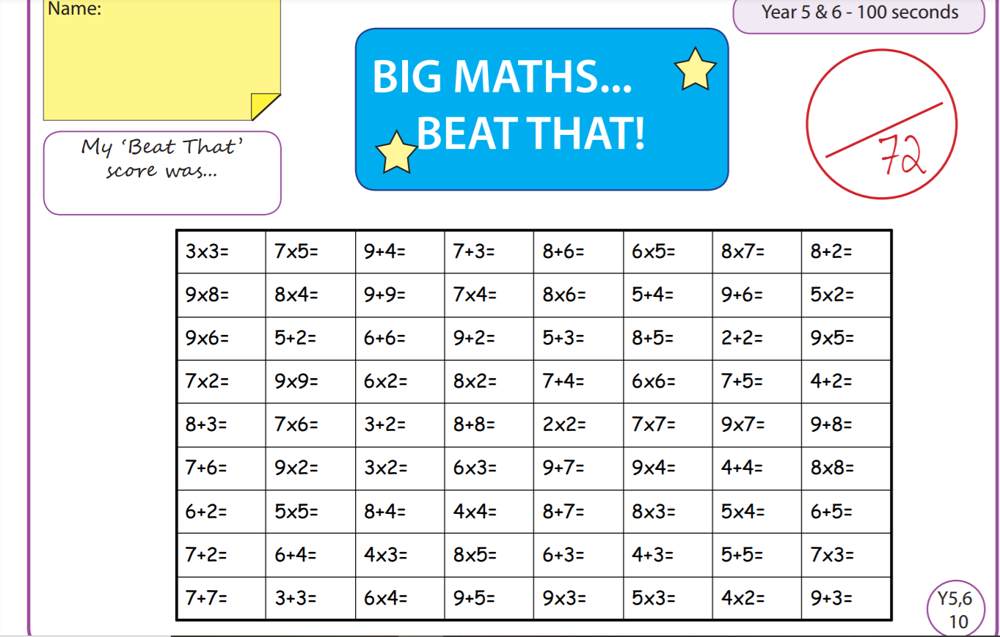 Name:
Year 5 & 6 - 100 seconds
BIG MATHS...
BEAT THAT!
72
My ‘Beat That’
score was...
3x3= 7x5= 9+4= 7+3= 8+6= 6x5= 8x7= 8+2=
9x8= 8x4= 9+9= 7x4= 8x6= 5+4= 9+6= 5x2=
9x6= 5+2= 6+6= 9+2= 5+3= 8+5= 2+2= 9x5=
7x2= 9x9= 6x2= 8x2= 7+4= 6x6= 7+5= 4+2=
8+3= 7x6= 3+2= 8+8= 2x2= 7x7= 9x7= 9+8=
7+6= 9x2= 3x2= 6x3= 9+7= 9x4= 4+4= 8x8=
6+2= 5x5= 8+4= 4x4= 8+7= 8x3= 5x4= 6+5=
7+2= 6+4= 4x3= 8x5= 6+3= 4+3= 5+5= 7x3=
7+7= 3+3= 6x4= 9+5= 9x3= 5x3= 4x2= 9+3=
Y5,6
10